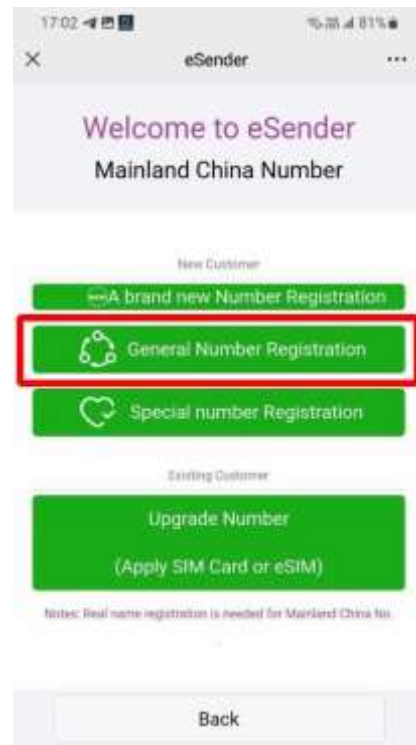 17:02
81%
eSender
Welcome to eSender
Mainland China Number
New Customer
A brand new Number Registration
General Number Registration
Special number Registration
Existing Customer
Upgrade Number
(Apply SIM Card or eSIM)
Notes: Real name registration is needed for Mainland China No.
Back